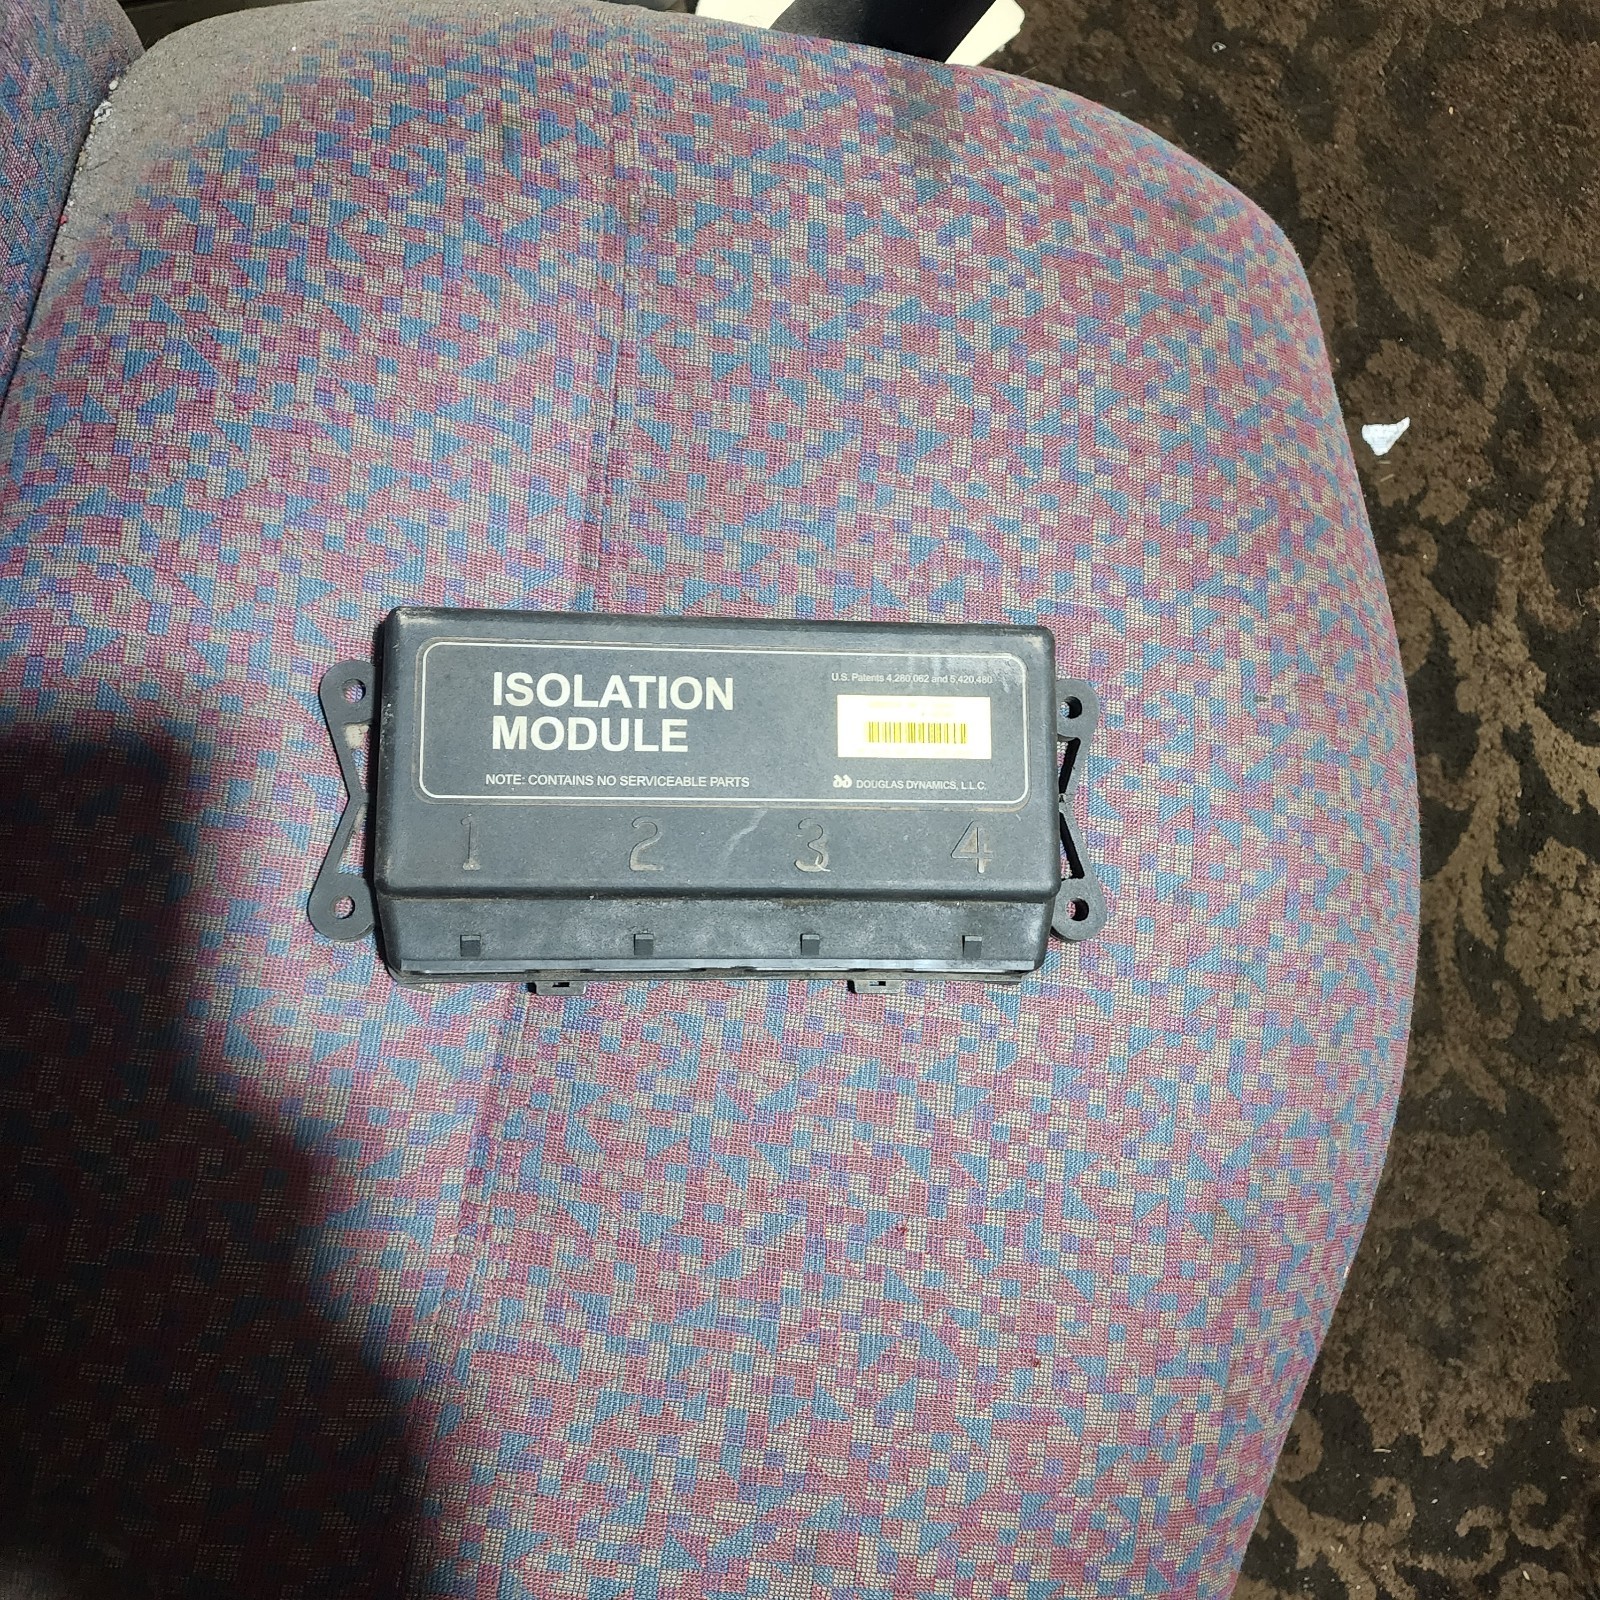 ISOLATION
MODULE
U.S. Patents 4,280,062 and 5,420,480
NOTE: CONTAINS NO SERVICEABLE PARTS
DOUGLAS DYNAMICS, L.L.C.
1 2 3 4